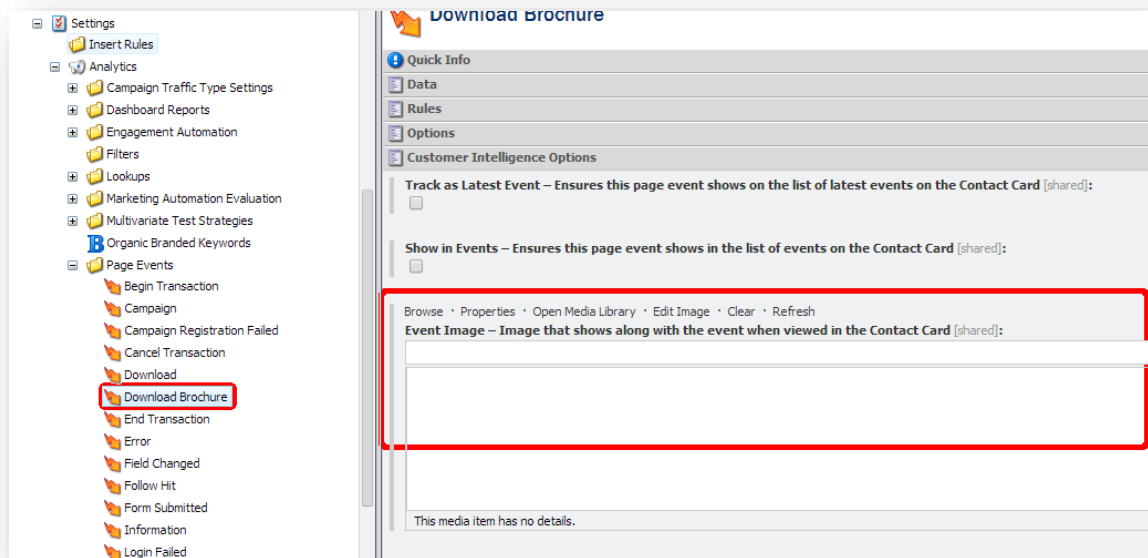 Settings
Insert Rules
Analytics
Campaign Traffic Type Settings
Dashboard Reports
Engagement Automation
Filters
Lookups
Marketing Automation Evaluation
Multivariate Test Strategies
Organic Branded Keywords
Page Events
Begin Transaction
Campaign
Campaign Registration Failed
Cancel Transaction
Download
Download Brochure
End Transaction
Error
Field Changed
Follow Hit
Form Submitted
Information
Login Failed
Download Brochure
Quick Info
Data
Rules
Options
Customer Intelligence Options
Track as Latest Event – Ensures this page event shows on the list of latest events on the Contact Card [shared]:
Show in Events – Ensures this page event shows in the list of events on the Contact Card [shared]:
Browse · Properties · Open Media Library · Edit Image · Clear · Refresh
Event Image – Image that shows along with the event when viewed in the Contact Card [shared]:
This media item has no details.